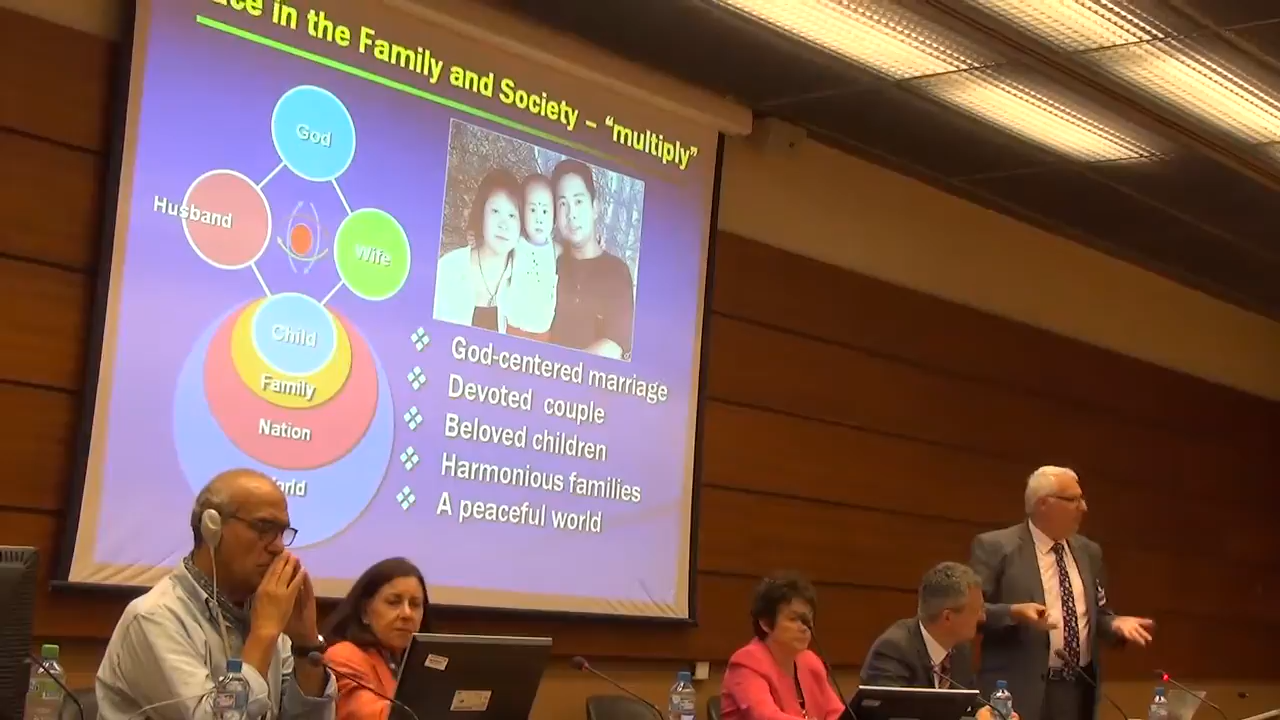 in the Family and Society – “multiply”
God
Husband
Wife
Child
Family
Nation
God-centered marriage
Devoted couple
Beloved children
Harmonious families
A peaceful world